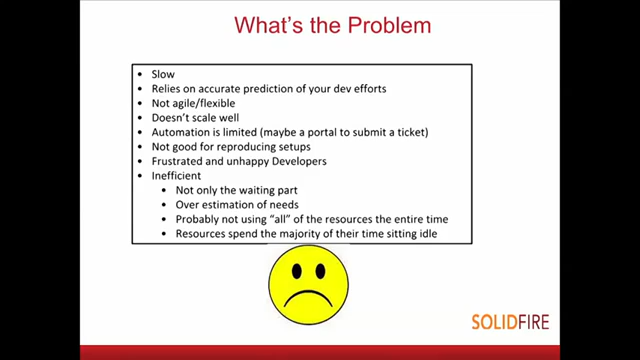 What's the Problem
• Slow
• Relies on accurate prediction of your dev efforts
• Not agile/flexible
• Doesn't scale well
• Automation is limited (maybe a portal to submit a ticket)
• Not good for reproducing setups
• Frustrated and unhappy Developers
• Inefficient
• Not only the waiting part
• Over estimation of needs
• Probably not using “all” of the resources the entire time
• Resources spend the majority of their time sitting idle
SOLIDFIRE